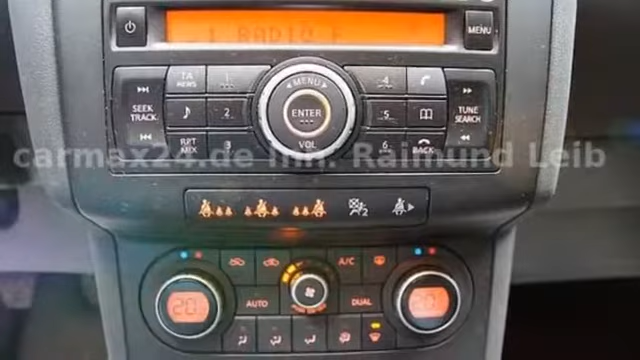 1 RADIO F
MENU
TA NEWS
1
MENU
4
SEEK TRACK
2
ENTER
5
TUNE SEARCH
RPT MIX
3
VOL
6
BACK
carmax24.de Inh. Raimund Leib
2
A/C
AUTO
DUAL
20
20